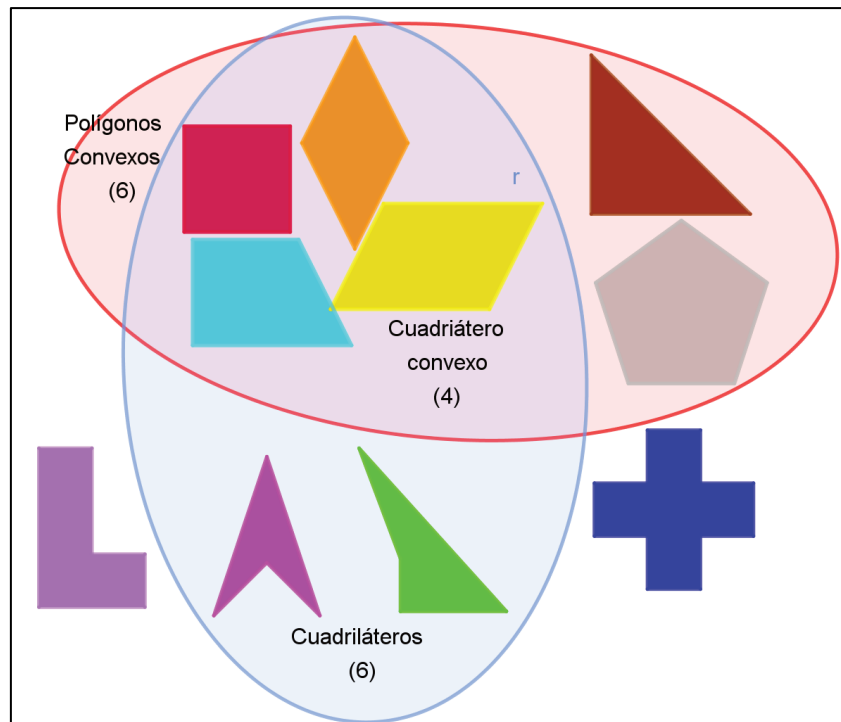 Polígonos
Convexos
(6)
r
Cuadriátero
convexo
(4)
Cuadriláteros
(6)